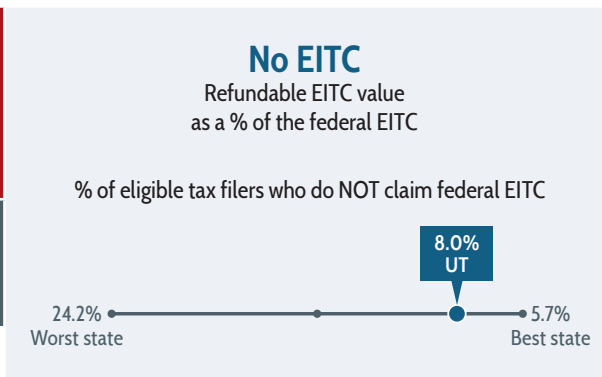 No EITC
Refundable EITC value
as a % of the federal EITC
% of eligible tax filers who do NOT claim federal EITC
8.0%
UT
24.2%
5.7%
Worst state
Best state